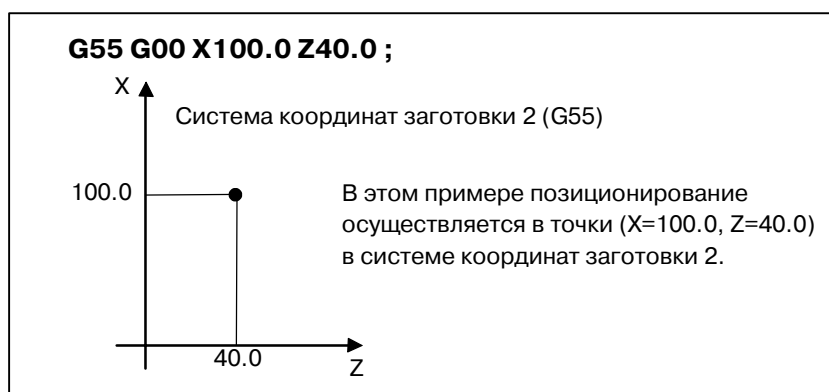 G55 G00 X100.0 Z40.0 ;
X
Система координат заготовки 2 (G55)
100.0
В этом примере позиционирование
осуществляется в точки (X=100.0, Z=40.0)
в системе координат заготовки 2.
40.0
Z